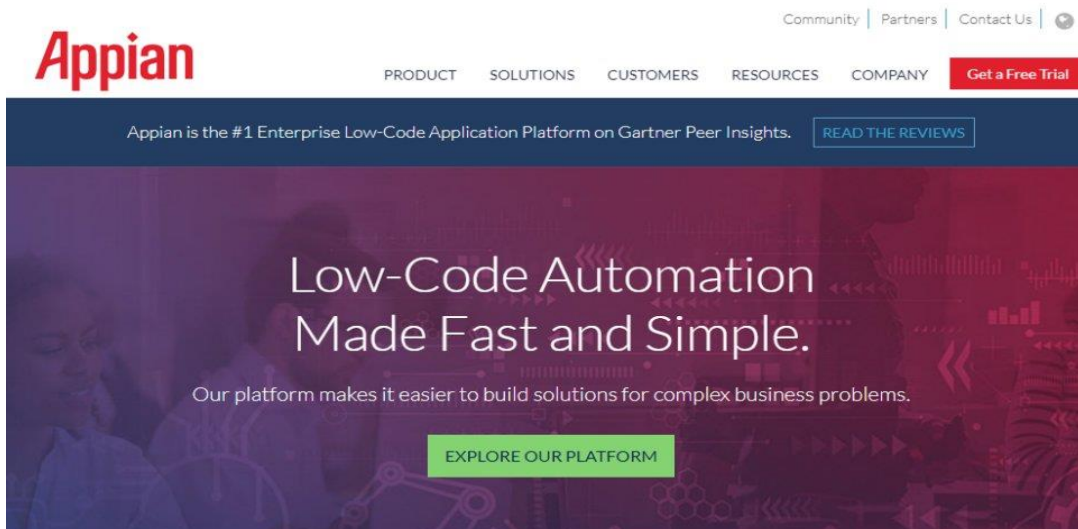 Community Partners Contact Us
Appian
PRODUCT SOLUTIONS CUSTOMERS RESOURCES COMPANY Get a Free Trial
Appian is the #1 Enterprise Low-Code Application Platform on Gartner Peer Insights. READ THE REVIEWS
Low-Code Automation
Made Fast and Simple.
Our platform makes it easier to build solutions for complex business problems.
EXPLORE OUR PLATFORM